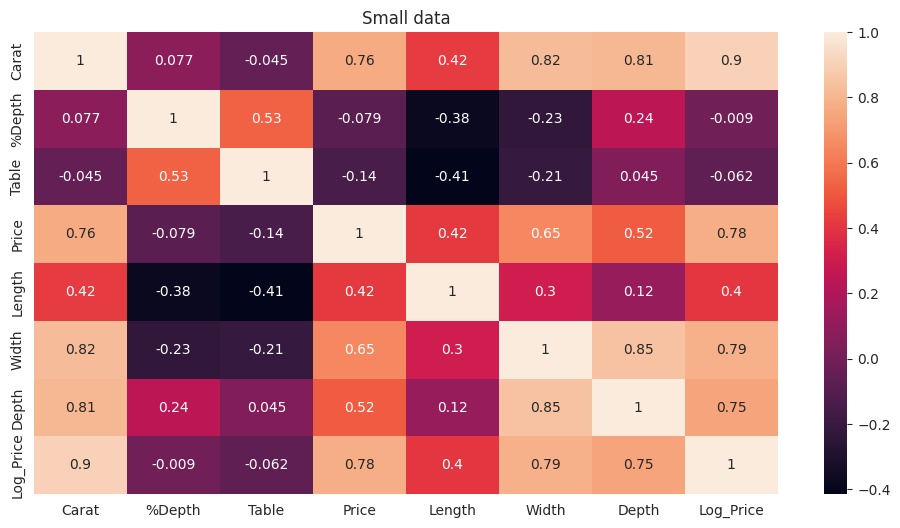 Small data
Carat 1 0.077 -0.045 0.76 0.42 0.82 0.81 0.9
%Depth 0.077 1 0.53 -0.079 -0.38 -0.23 0.24 -0.009
Table -0.045 0.53 1 -0.14 -0.41 -0.21 0.045 -0.062
Price 0.76 -0.079 -0.14 1 0.42 0.65 0.52 0.78
Length 0.42 -0.38 -0.41 0.42 1 0.3 0.12 0.4
Width 0.82 -0.23 -0.21 0.65 0.3 1 0.85 0.79
Depth 0.81 0.24 0.045 0.52 0.12 0.85 1 0.75
Log_Price 0.9 -0.009 -0.062 0.78 0.4 0.79 0.75 1
Carat %Depth Table Price Length Width Depth Log_Price
1.0
0.8
0.6
0.4
0.2
0.0
−0.2
−0.4